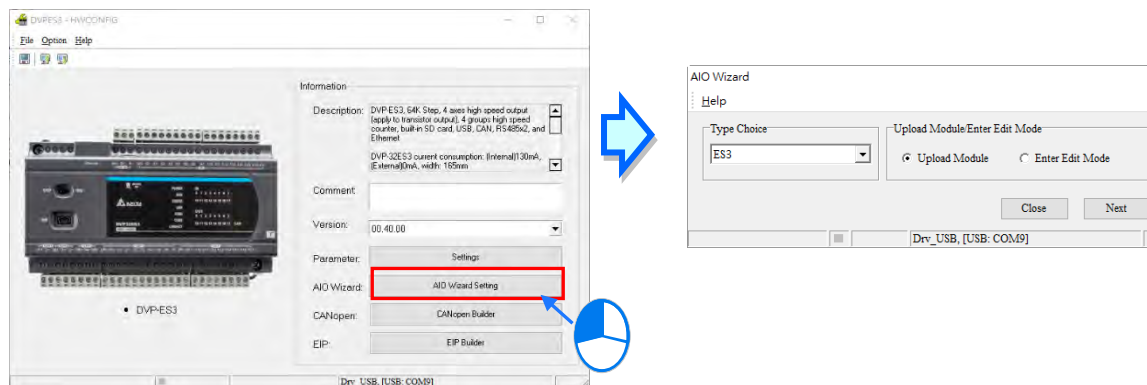 DVPES3 - HWCONFIG
File Option Help
Information
Description:
DVP-ES3, 64K Step, 4 axes high speed output
(apply to transistor output), 4 groups high speed
counter, built-in SD card, USB, CAN, RS485x2, and
Ethernet
DVP-32ES3 current consumption: (Internal)130mA,
(External)0mA, width: 165mm
Comment
Version:
00.40.00
Parameter:
Settings
AIO Wizard:
AIO Wizard Setting
CANopen:
CANopen Builder
EIP:
EIP Builder
• DVP-ES3
Drv_USB, [USB: COM9]
AIO Wizard
Help
Type Choice
ES3
Upload Module/Enter Edit Mode
Upload Module
Enter Edit Mode
Close
Next
Drv_USB, [USB: COM9]